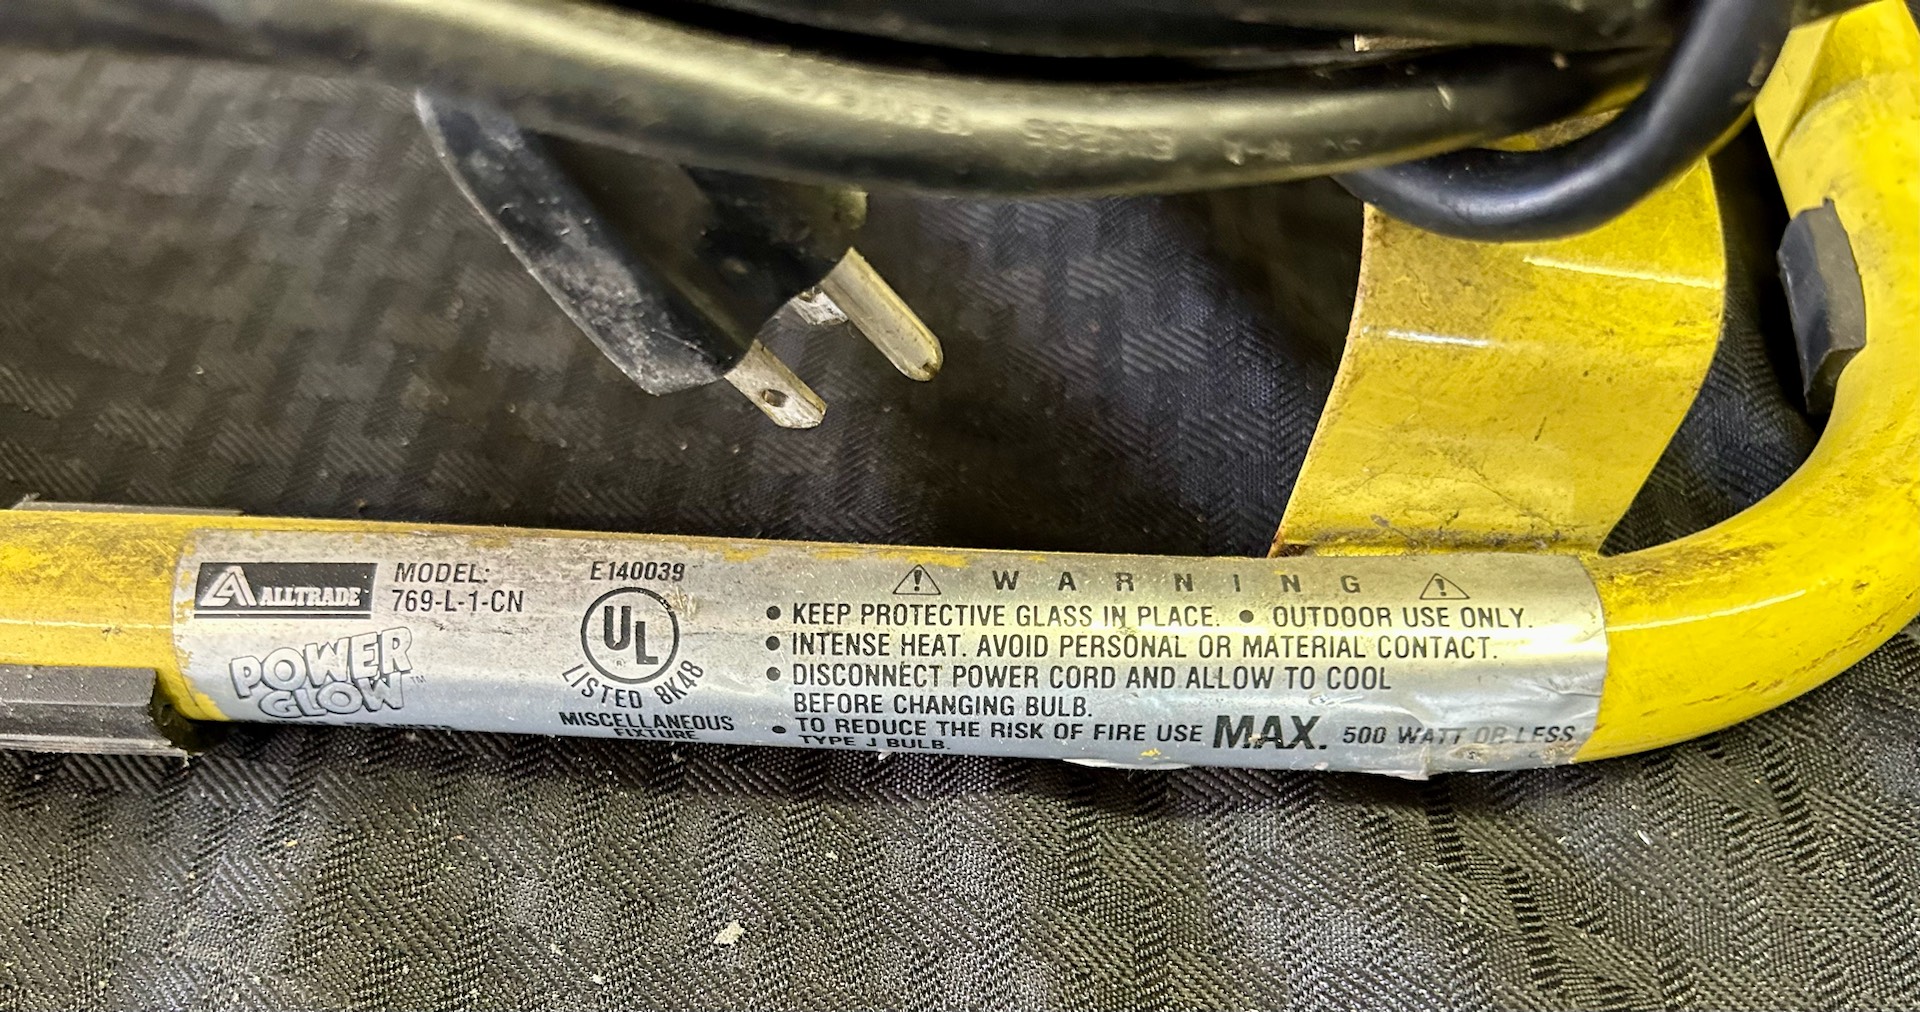 ALLTRADE
MODEL:
769-L-1-CN
POWER
GLOW™
E140039
UL
LISTED 8K48
MISCELLANEOUS
FIXTURE
WARNING
• KEEP PROTECTIVE GLASS IN PLACE. • OUTDOOR USE ONLY.
• INTENSE HEAT. AVOID PERSONAL OR MATERIAL CONTACT.
• DISCONNECT POWER CORD AND ALLOW TO COOL
BEFORE CHANGING BULB.
• TO REDUCE THE RISK OF FIRE USE MAX. 500 WATT OR LESS
TYPE J BULB.